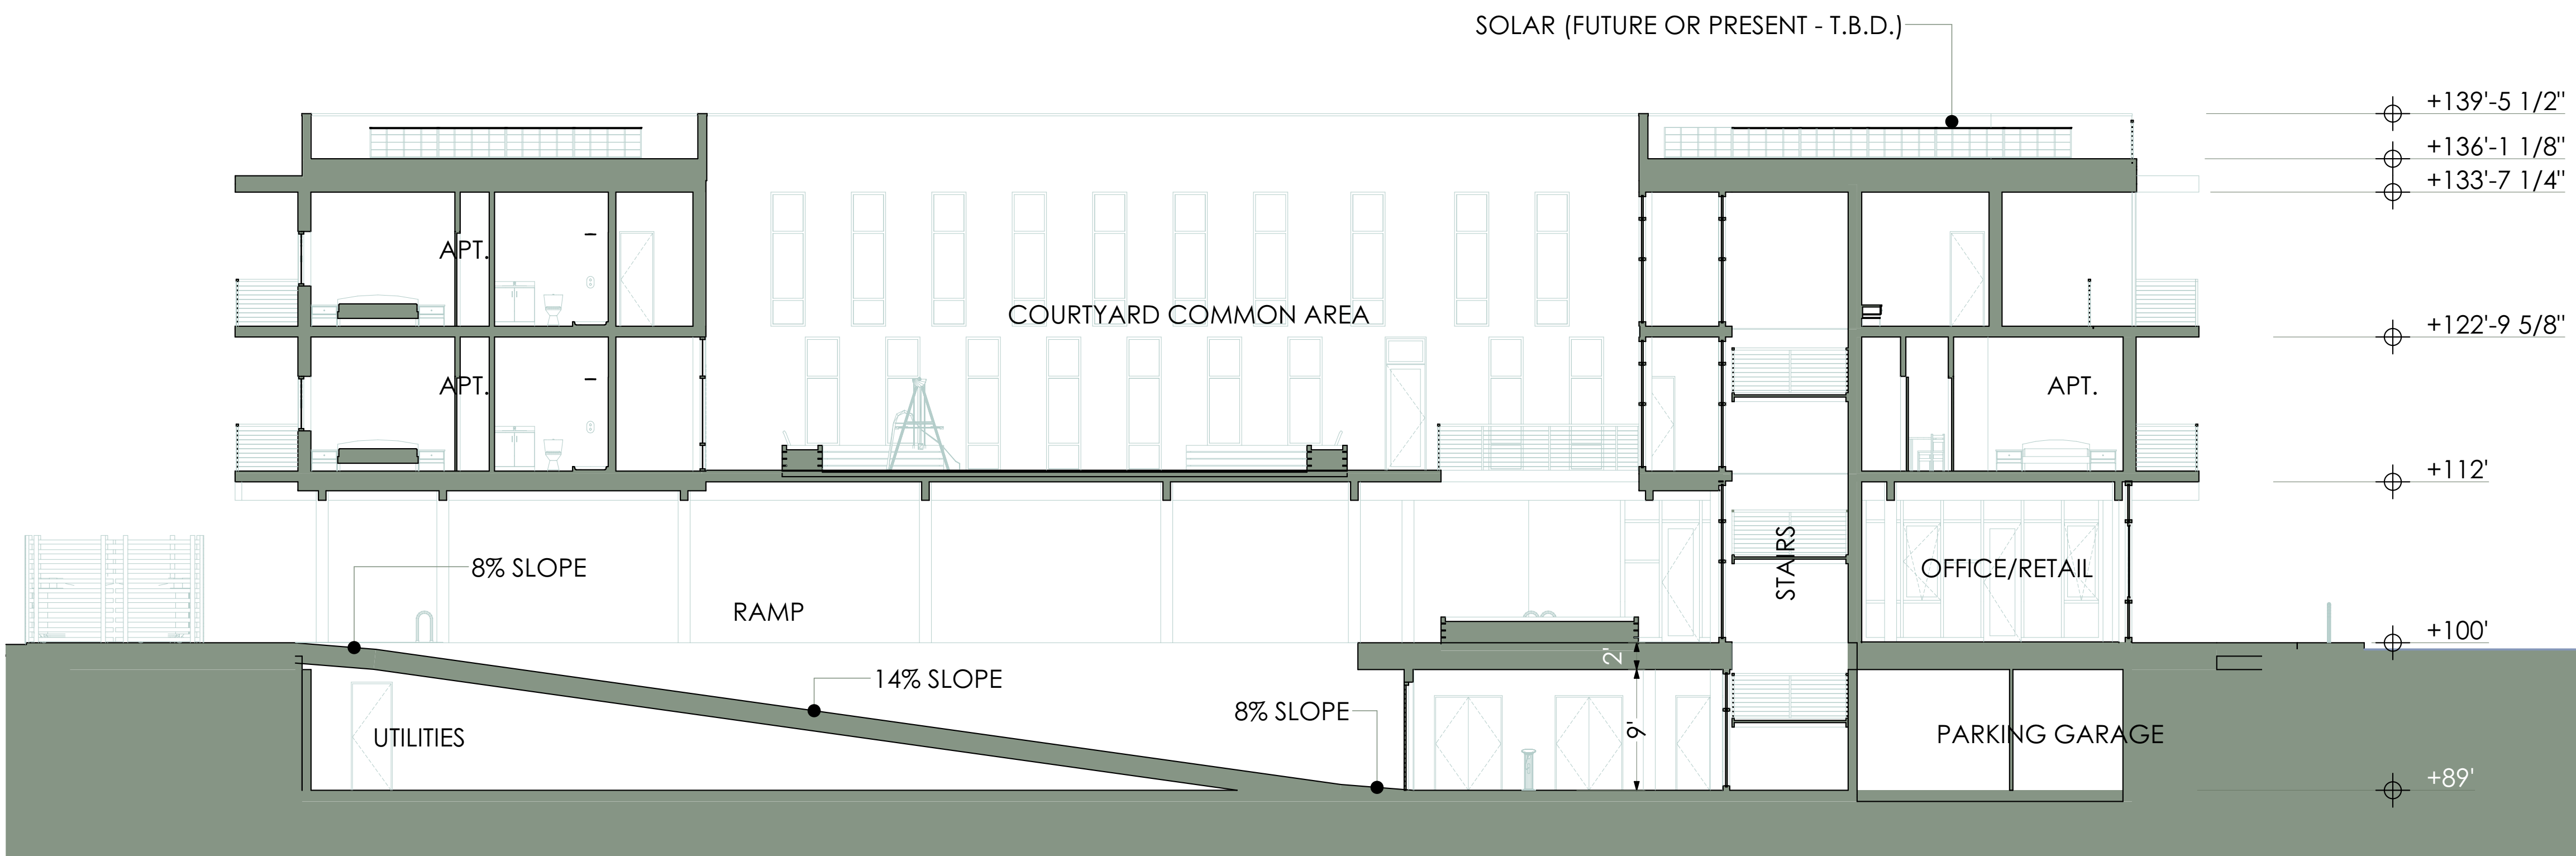 SOLAR (FUTURE OR PRESENT - T.B.D.)
+139'-5 1/2"
+136'-1 1/8"
+133'-7 1/4"
APT.
COURTYARD COMMON AREA
+122'-9 5/8"
APT.
APT.
+112'
8% SLOPE
STAIRS
OFFICE/RETAIL
RAMP
+100'
2'
14% SLOPE
8% SLOPE
9'
UTILITIES
PARKING GARAGE
+89'